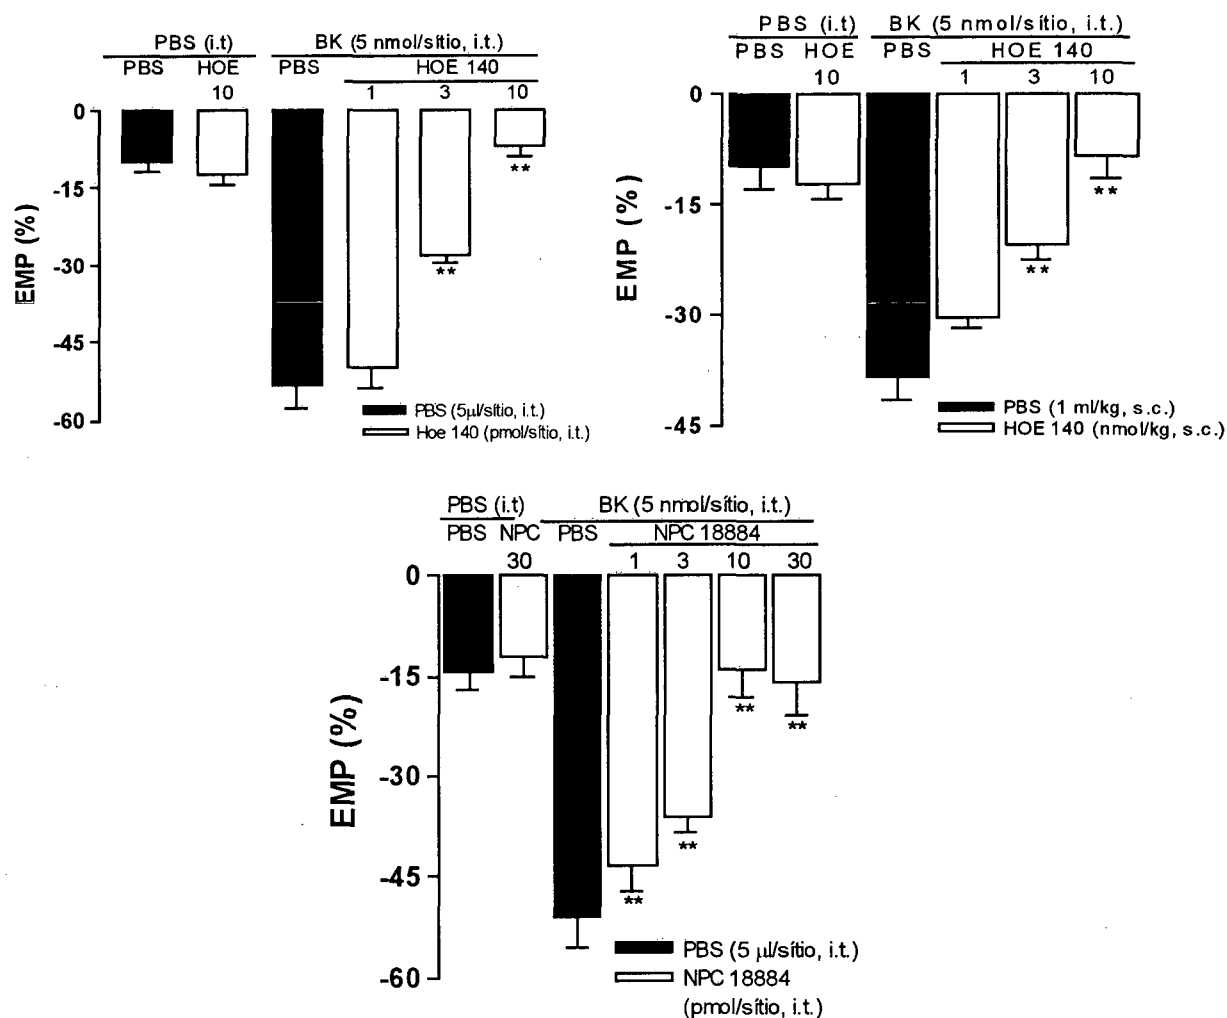 PBS (i.t) BK (5 nmol/sítio, i.t.)
PBS HOE PBS HOE 140
10 1 3 10
0
-15
-30
-45
-60
EMP (%)
**
**
PBS (5µl/sítio, i.t.)
Hoe 140 (pmol/sítio, i.t.)
PBS (i.t) BK (5 nmol/sítio, i.t.)
PBS HOE PBS HOE 140
10 1 3 10
0
-15
-30
-45
EMP (%)
**
**
PBS (1 ml/kg, s.c.)
HOE 140 (nmol/kg, s.c.)
PBS (i.t) BK (5 nmol/sítio, i.t.)
PBS NPC PBS NPC 18884
30 1 3 10 30
0
-15
-30
-45
-60
EMP (%)
**
**
**
**
PBS (5 µl/sítio, i.t.)
NPC 18884
(pmol/sítio, i.t.)